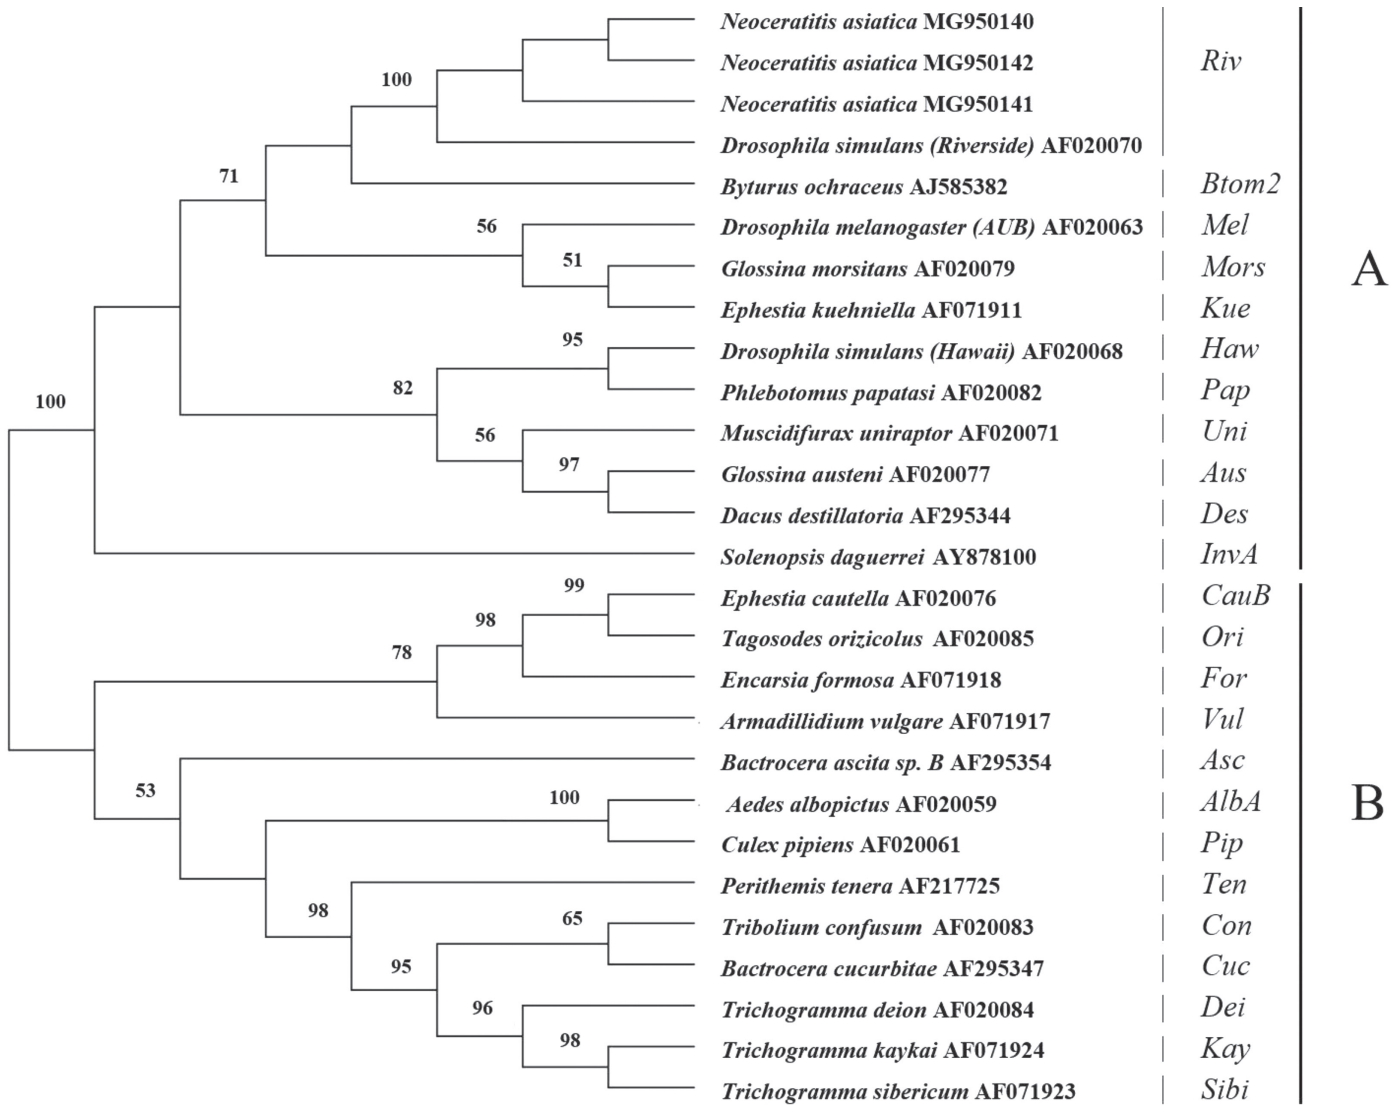 Neoceratitis asiatica MG950140
Neoceratitis asiatica MG950142 Riv
100
Neoceratitis asiatica MG950141
Drosophila simulans (Riverside) AF020070
71
Byturus ochraceus AJ585382 Btom2
56
Drosophila melanogaster (AUB) AF020063 Mel
51
Glossina morsitans AF020079 Mors
A
Ephestia kuehniella AF071911 Kue
95
Drosophila simulans (Hawaii) AF020068 Haw
82
Phlebotomus papatasi AF020082 Pap
100
56
Muscidifurax uniraptor AF020071 Uni
97
Glossina austeni AF020077 Aus
Dacus destillatoria AF295344 Des
Solenopsis daguerrei AY878100 InvA
99
Ephestia cautella AF020076 CauB
98
Tagosodes orizicolus AF020085 Ori
78
Encarsia formosa AF071918 For
Armadillidium vulgare AF071917 Vul
Bactrocera ascita sp. B AF295354 Asc
53
100
Aedes albopictus AF020059 AlbA
B
Culex pipiens AF020061 Pip
Perithemis tenera AF217725 Ten
98
65
Tribolium confusum AF020083 Con
95
Bactrocera cucurbitae AF295347 Cuc
96
Trichogramma deion AF020084 Dei
98
Trichogramma kaykai AF071924 Kay
Trichogramma sibericum AF071923 Sibi